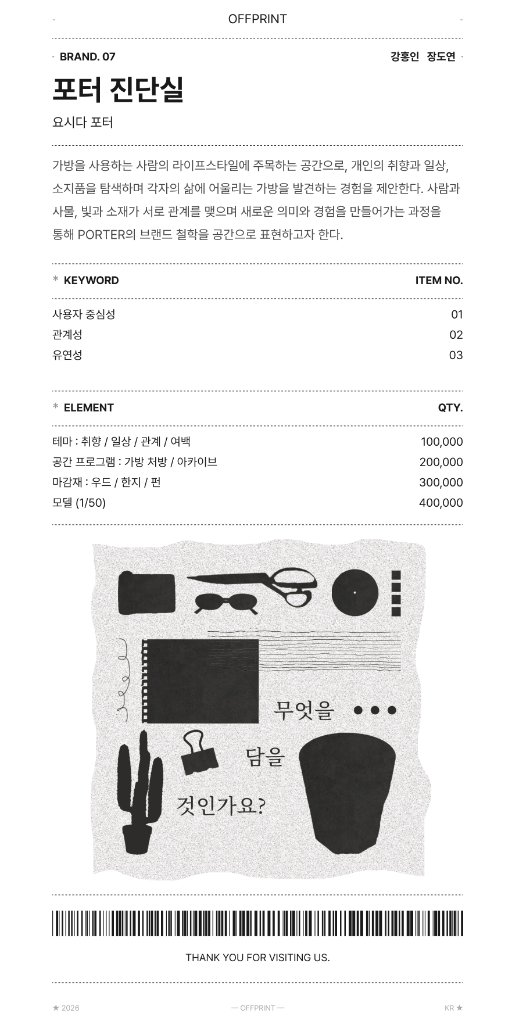 OFFPRINT
BRAND. 07 강홍인 장도연
포터 진단실
요시다 포터
가방을 사용하는 사람의 라이프스타일에 주목하는 공간으로, 개인의 취향과 일상,
소지품을 탐색하며 각자의 삶에 어울리는 가방을 발견하는 경험을 제안한다. 사람과
사물, 빛과 소재가 서로 관계를 맺으며 새로운 의미와 경험을 만들어가는 과정을
통해 PORTER의 브랜드 철학을 공간으로 표현하고자 한다.
* KEYWORD ITEM NO.
사용자 중심성 01
관계성 02
유연성 03
* ELEMENT QTY.
테마 : 취향 / 일상 / 관계 / 여백 100,000
공간 프로그램 : 가방 처방 / 아카이브 200,000
마감재 : 우드 / 한지 / 펀 300,000
모델 (1/50) 400,000
무엇을
담을
것인가요?
THANK YOU FOR VISITING US.
★ 2026 — OFFPRINT — KR ★